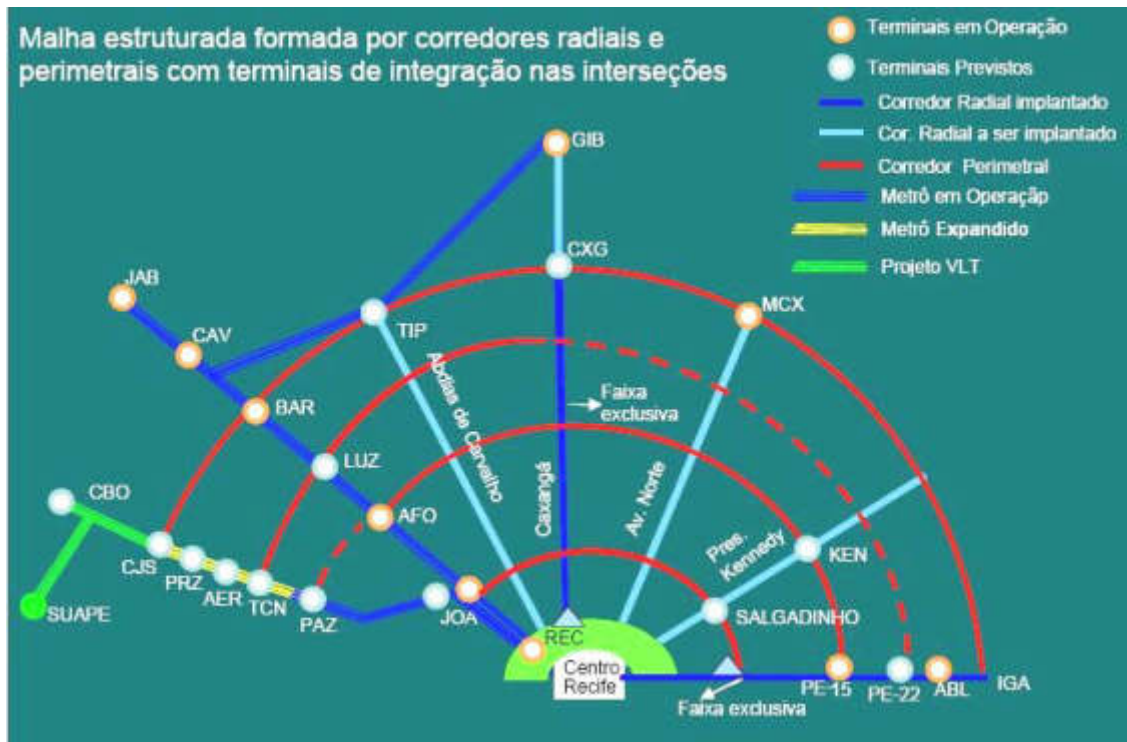 Malha estruturada formada por corredores radiais e
perimetrais com terminais de integração nas interseções
Terminais em Operação
Terminais Previstos
Corredor Radial implantado
Cor. Radial a ser implantado
Corredor Perimetral
Metrô em Operaçãp
Metrô Expandido
Projeto VLT
GIB
CXG
JAB
MCX
CAV
TIP
Abdias de Carvalho
Faixa
exclusiva
BAR
LUZ
Caxangá
Av. Norte
CBO
AFO
Pres.
Kennedy
KEN
CJS
PRZ
AER
TCN
SUAPE
PAZ
JOA
SALGADINHO
REC
Centro
Recife
PE-15
PE-22
ABL
IGA
Faixa exclusiva